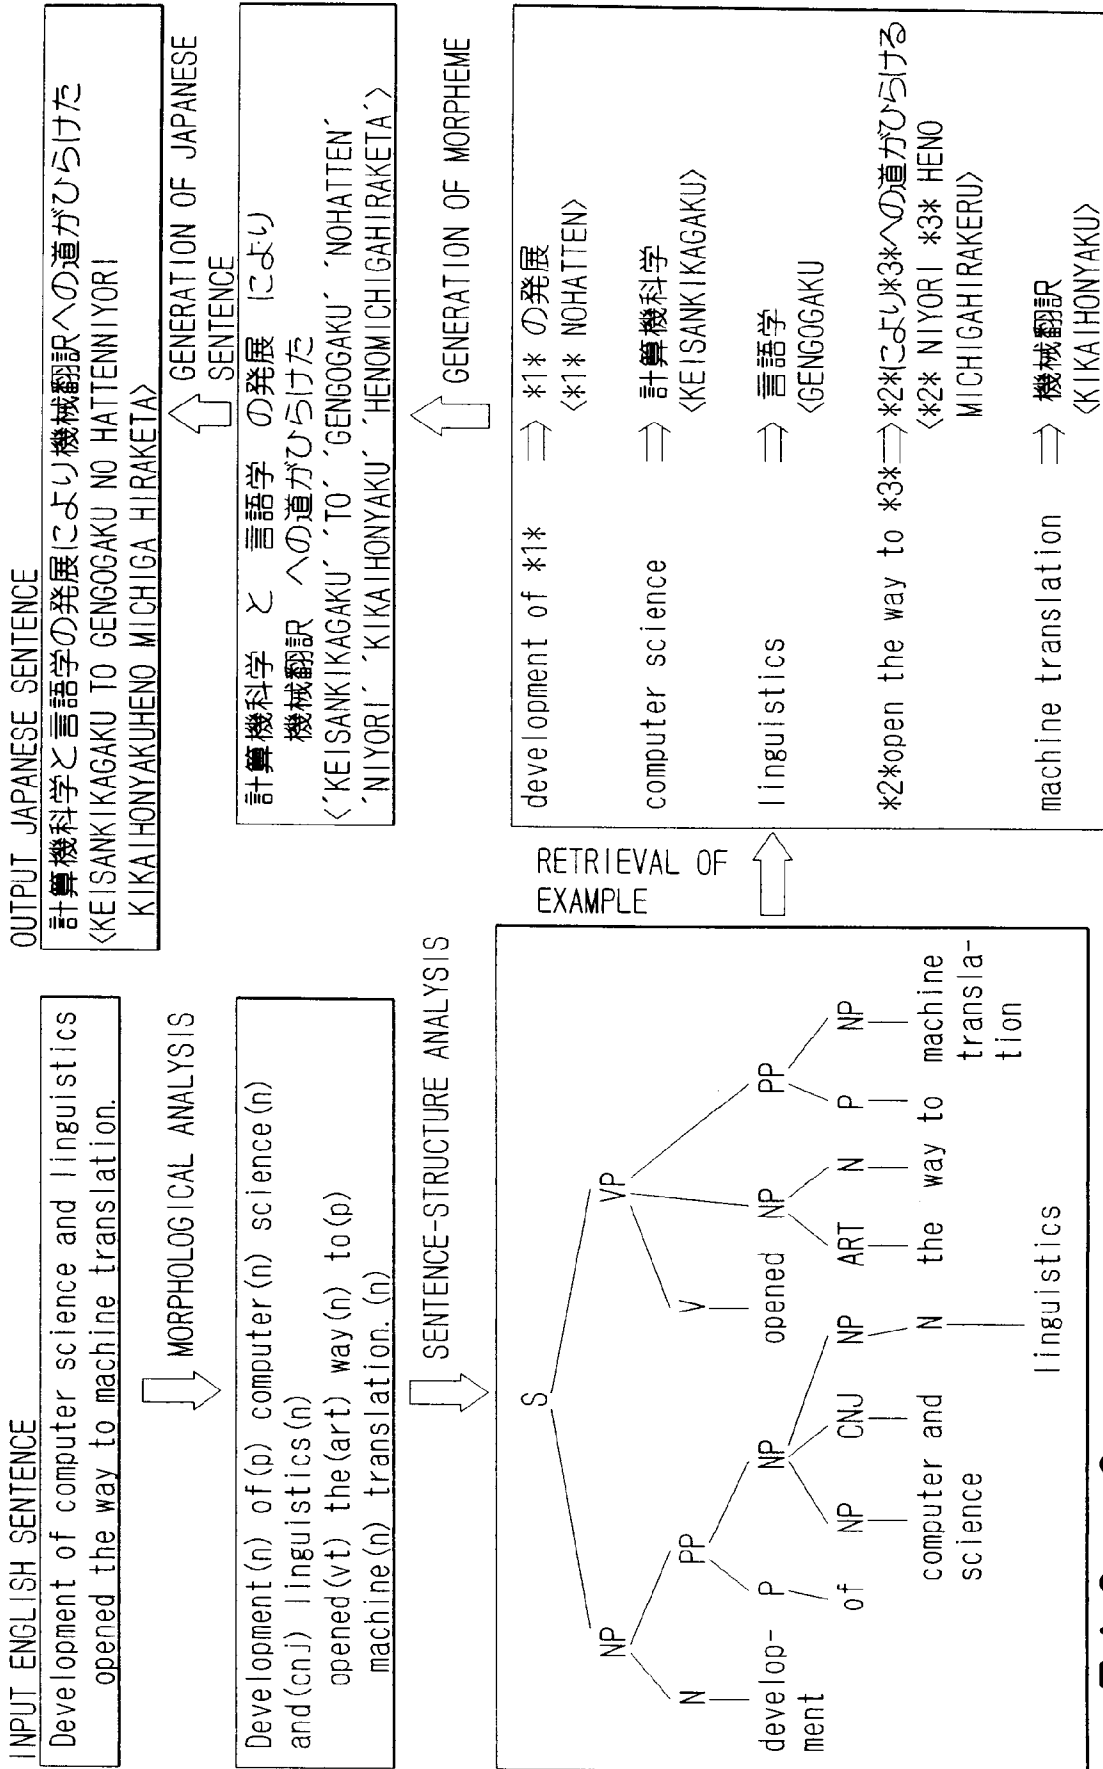 INPUT ENGLISH SENTENCE
Development of computer science and linguistics
opened the way to machine translation.
MORPHOLOGICAL ANALYSIS
Development(n) of(p) computer(n) science(n)
and(cnj) linguistics(n)
opened(vt) the(art) way(n) to(p)
machine(n) translation. (n)
SENTENCE-STRUCTURE ANALYSIS
S
NP VP
N PP V NP PP
P NP ART N P NP
NP CNJ NP
N
develop-
ment
of
computer and
science
linguistics
opened
the way to machine
transla-
tion
RETRIEVAL OF
EXAMPLE
development of *1* ⇒ *1* の発展
<*1* NOHATTEN>
computer science ⇒ 計算機科学
<KEISANKIKAGAKU>
linguistics ⇒ 言語学
<GENGOGAKU
*2*open the way to *3*⇒*2*により*3*への道がひらける
<*2* NIYORI *3* HENO
MICHIGAHIRAKERU>
machine translation ⇒ 機械翻訳
<KIKAIHONYAKU>
GENERATION OF MORPHEME
計算機科学 と 言語学 の発展 により
機械翻訳 への道がひらけた
<´KEISANKIKAGAKU´ ´TO´ ´GENGOGAKU´ ´NOHATTEN´
´NIYORI´ ´KIKAIHONYAKU´ ´HENOMICHIGAHIRAKETA´>
GENERATION OF JAPANESE
SENTENCE
OUTPUT JAPANESE SENTENCE
計算機科学と言語学の発展により機械翻訳への道がひらけた
<KEISANKIKAGAKU TO GENGOGAKU NO HATTENNIYORI
KIKAIHONYAKUHENO MICHIGA HIRAKETA>